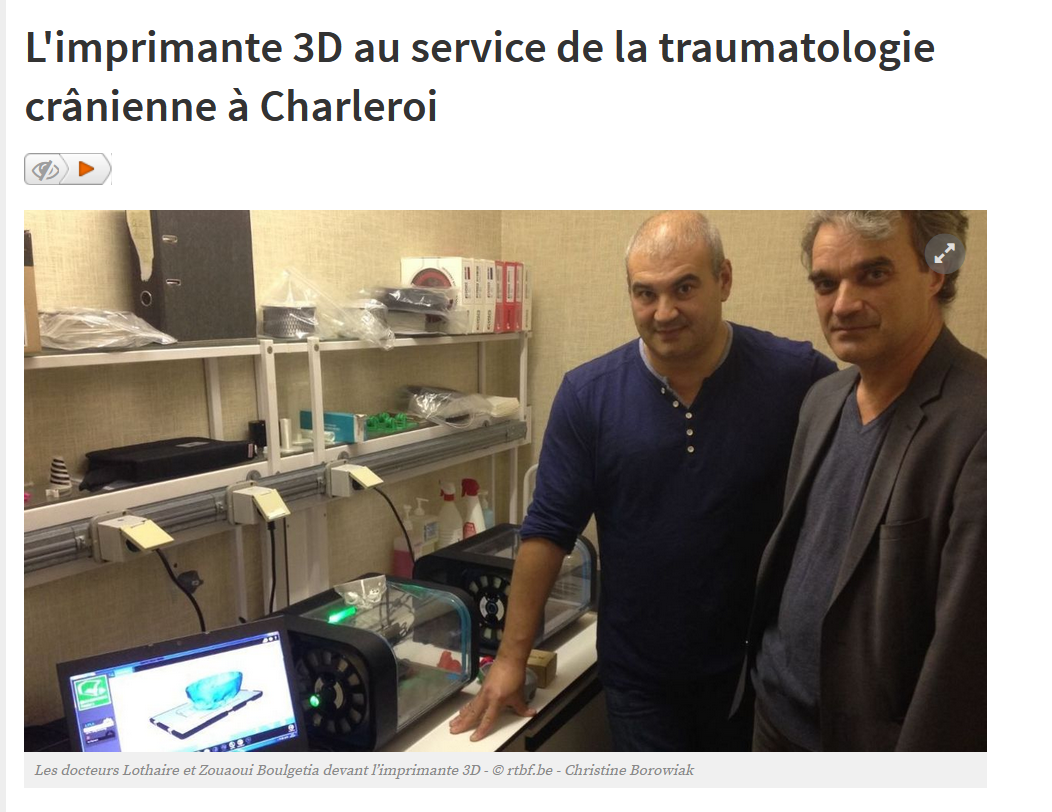 L'imprimante 3D au service de la traumatologie
crânienne à Charleroi
Les docteurs Lothaire et Zouaoui Boulgetia devant l'imprimante 3D - © rtbf.be - Christine Borowiak